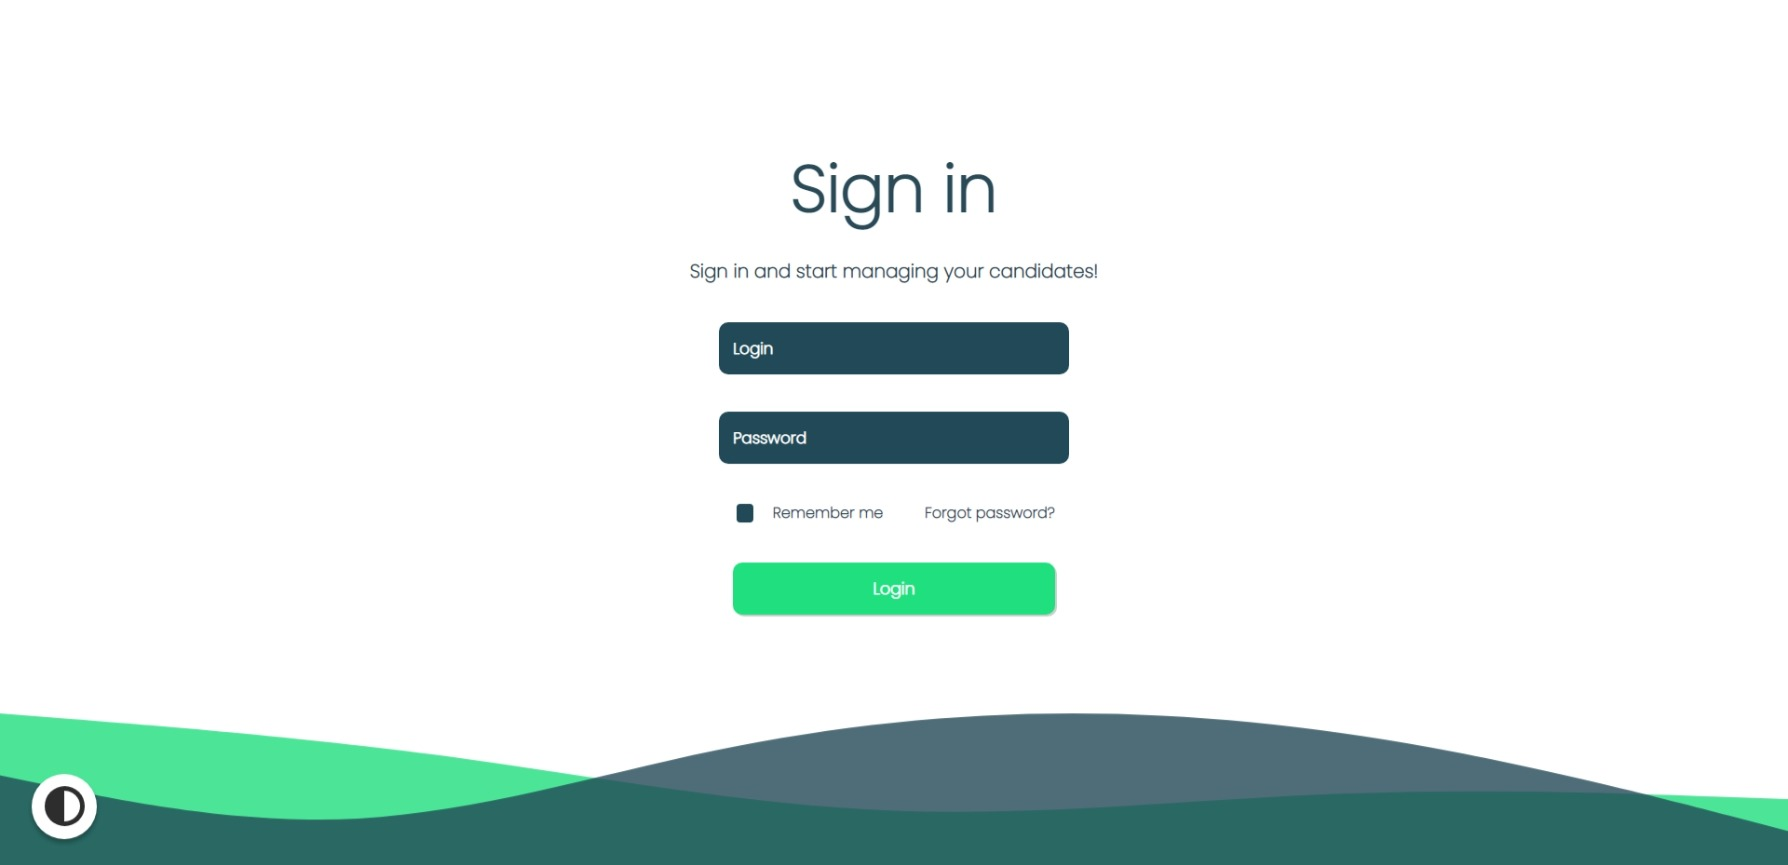 Sign in
Sign in and start managing your candidates!
Login
Password
Remember me Forgot password?
Login